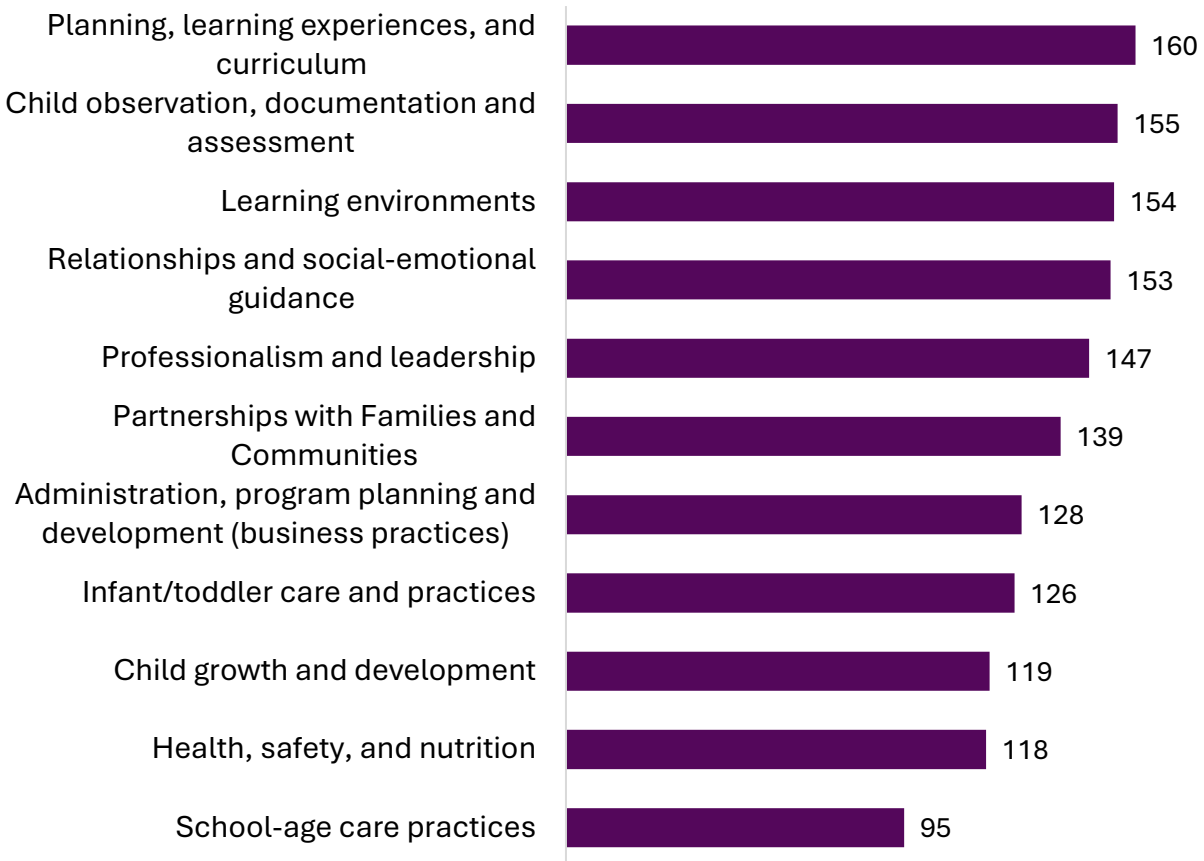 Planning, learning experiences, and
curriculum
160
Child observation, documentation and
assessment
155
Learning environments
154
Relationships and social-emotional
guidance
153
Professionalism and leadership
147
Partnerships with Families and
Communities
139
Administration, program planning and
development (business practices)
128
Infant/toddler care and practices
126
Child growth and development
119
Health, safety, and nutrition
118
School-age care practices
95